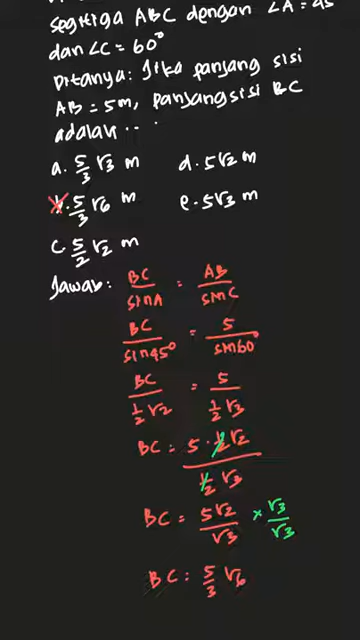 segitiga ABC dengan ∠A = 45
dan ∠C = 60°
Ditanya: Jika panjang sisi
AB = 5m, panjang sisi BC
adalah ...
a. 5/3 √3 m d. 5√2 m
b. 5/3 √6 m e. 5√3 m
c. 5/2 √2 m
Jawab: BC/sin A = AB/sin C
BC/sin 45° = 5/sin 60°
BC/(1/2 √2) = 5/(1/2 √3)
BC = (5 · 1/2 √2)/(1/2 √3)
BC = 5√2/√3 × √3/√3
BC = 5/3 √6